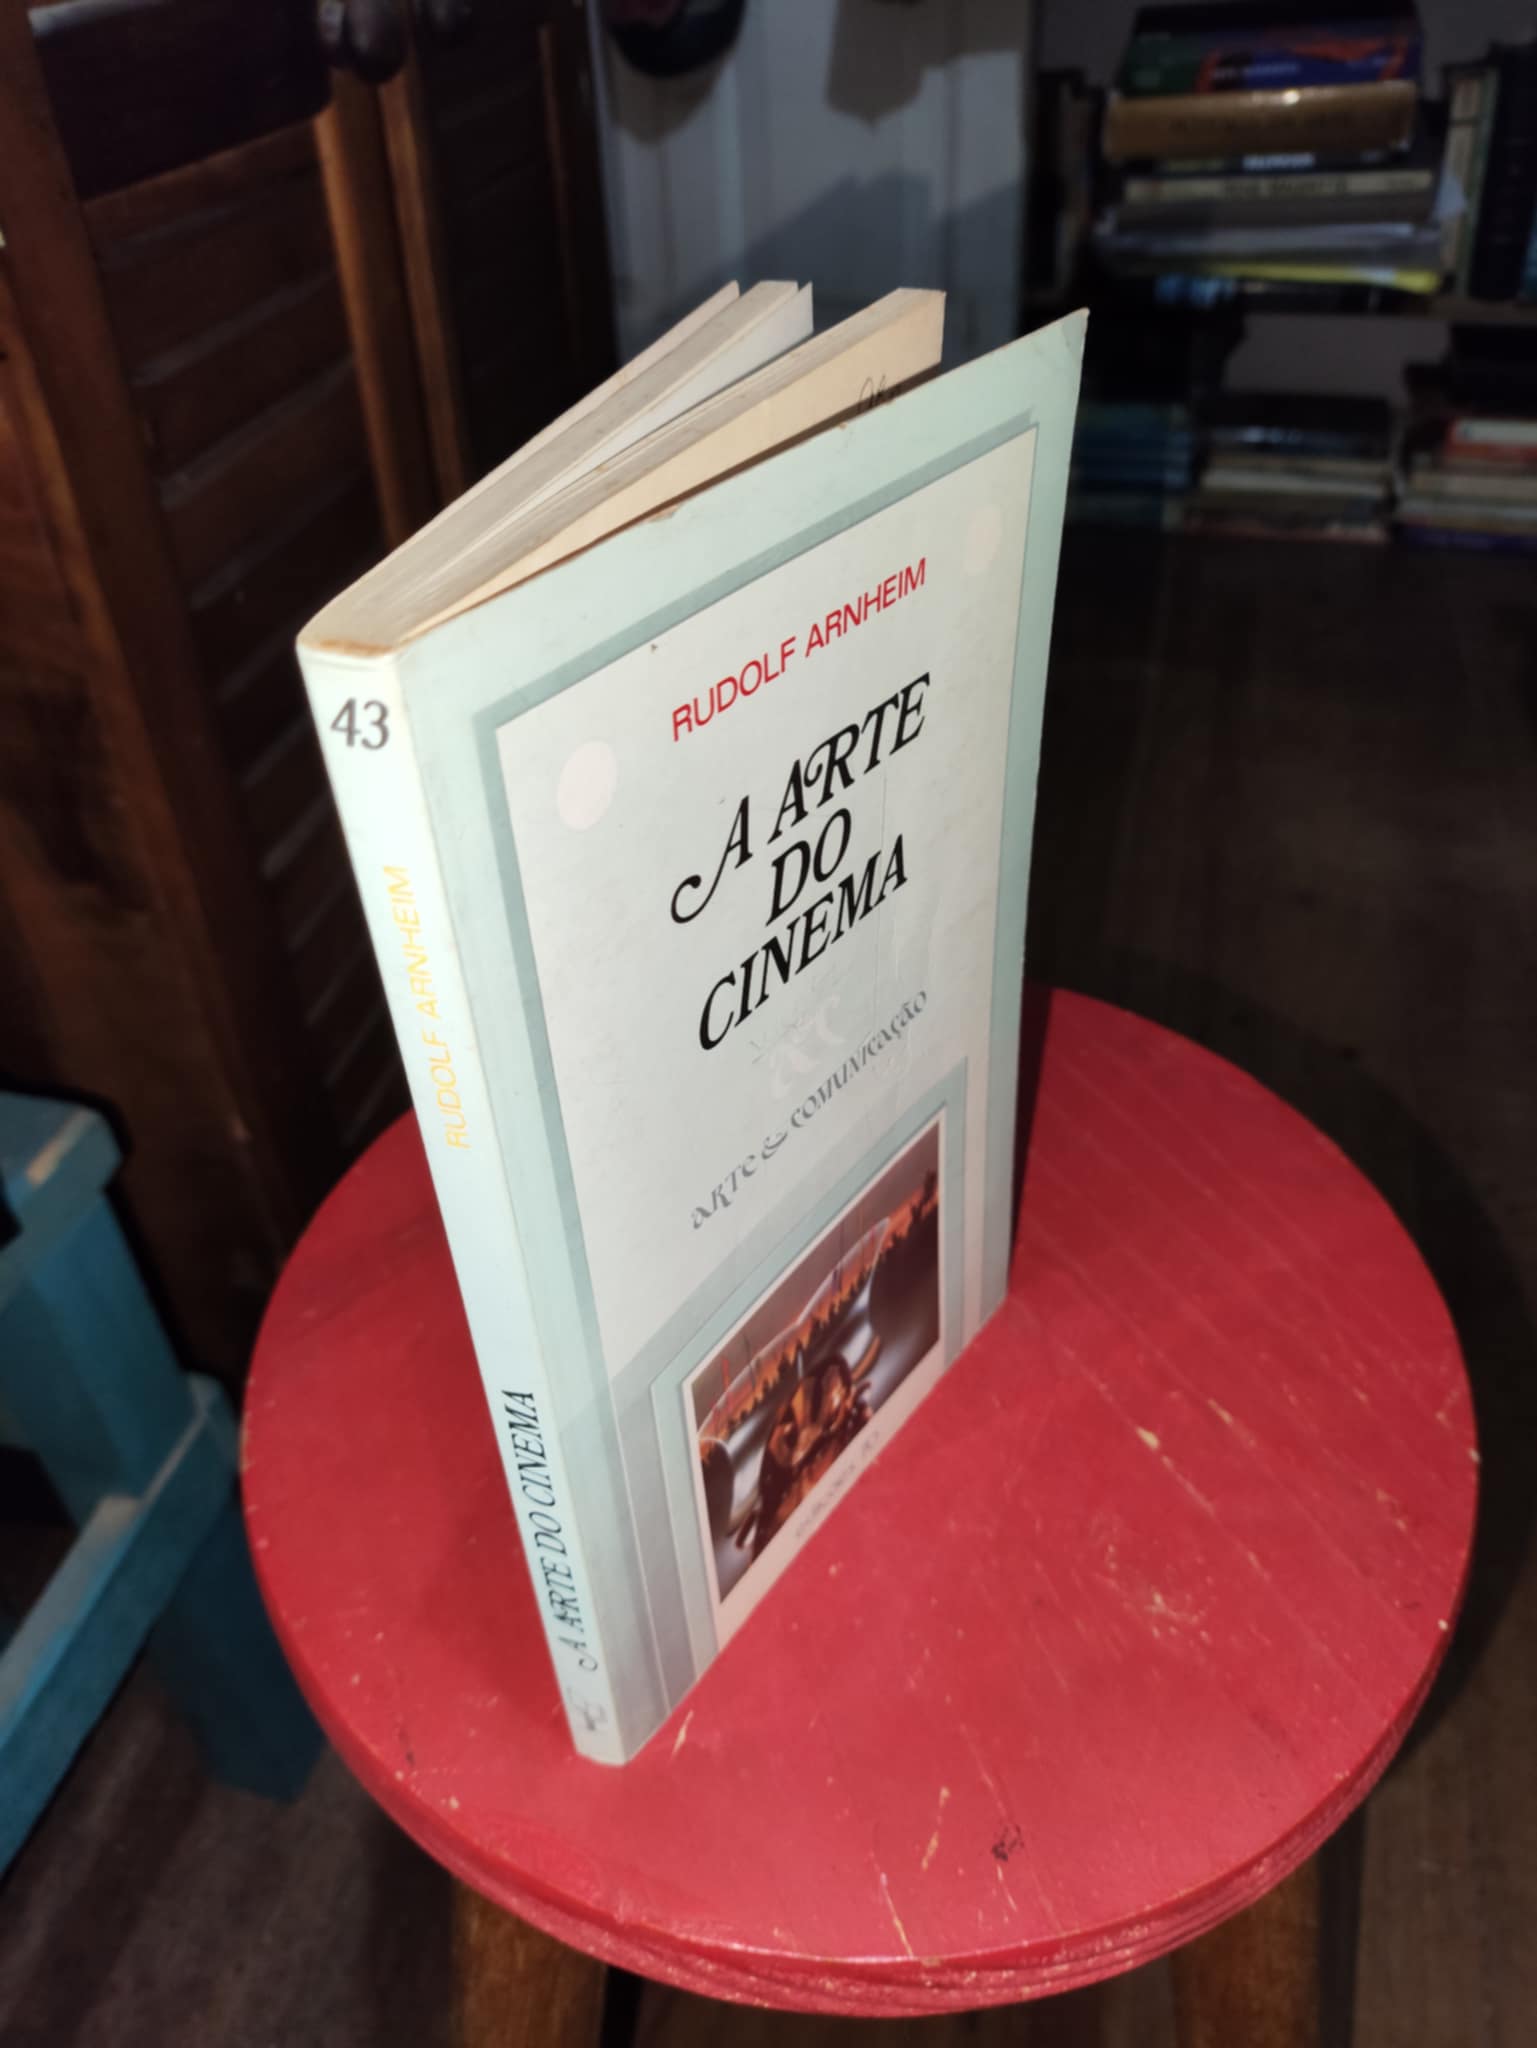 43
RUDOLF ARNHEIM
A ARTE DO CINEMA
RUDOLF ARNHEIM
A ARTE
DO
CINEMA
ARTE & COMUNICAÇÃO